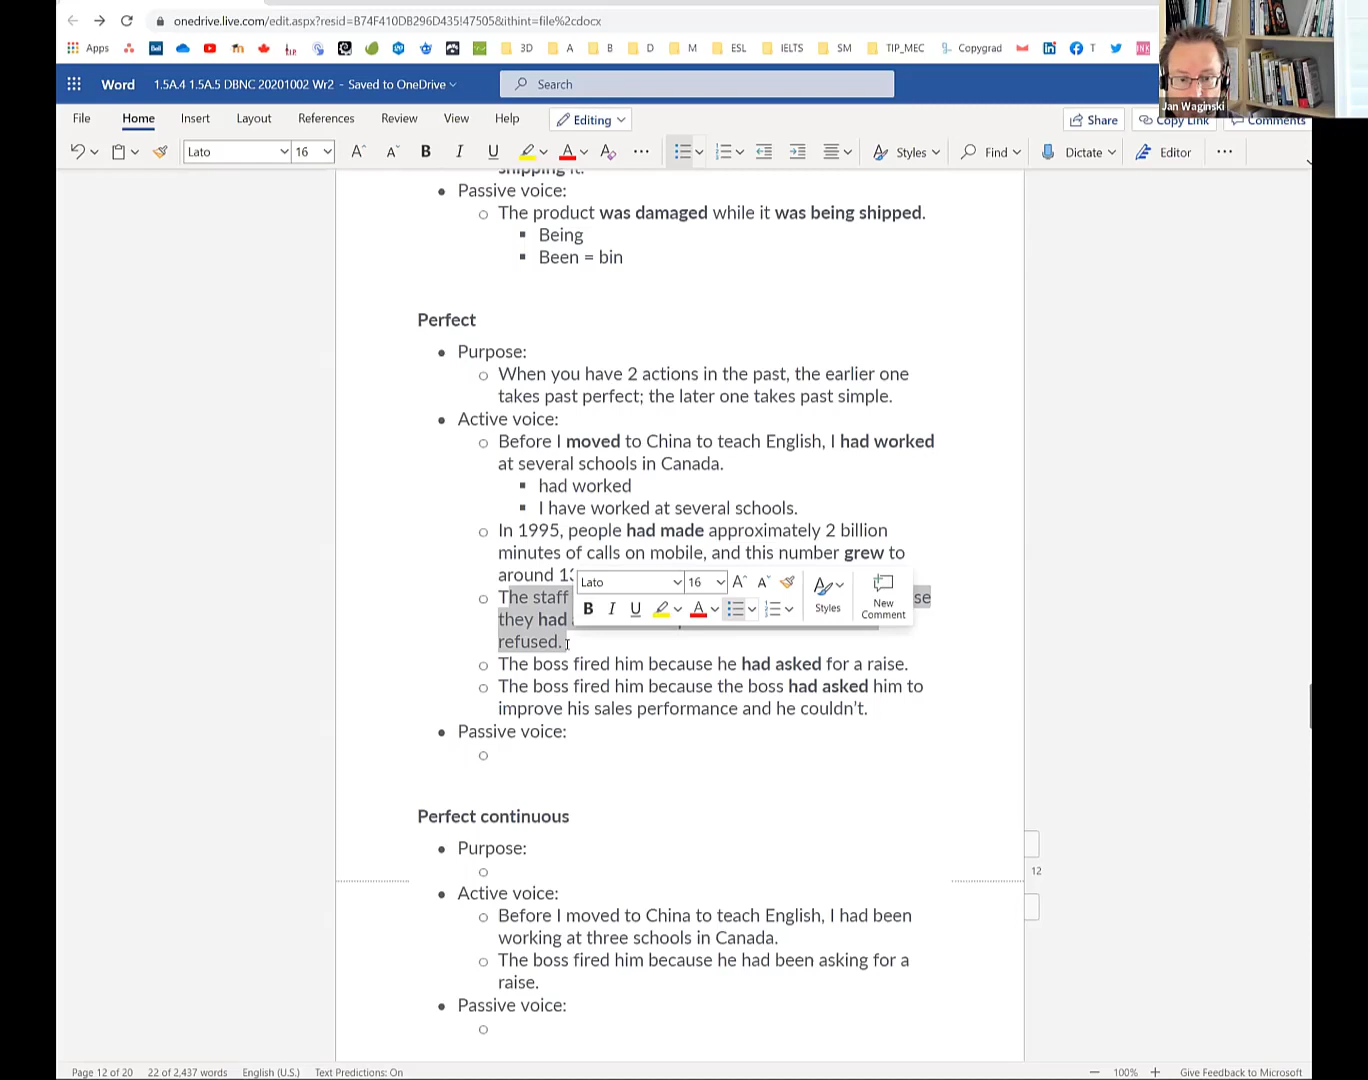 onedrive.live.com/edit.aspx?resid=B74F410DB296D435!47505&ithint=file%2cdocx
Apps 3D A B D M ESL IELTS SM TIP_MEC Copygrad T
Word 1.5A.4 1.5A.5 DBNC 20201002 Wr2 - Saved to OneDrive Search
Jan Waginski
File Home Insert Layout References Review View Help Editing Share Copy Link Comments
Lato 16 A A B I U A A ... Styles Find Dictate Editor ...
shipping it.
• Passive voice:
o The product was damaged while it was being shipped.
▪ Being
▪ Been = bin
Perfect
• Purpose:
o When you have 2 actions in the past, the earlier one
takes past perfect; the later one takes past simple.
• Active voice:
o Before I moved to China to teach English, I had worked
at several schools in Canada.
▪ had worked
▪ I have worked at several schools.
o In 1995, people had made approximately 2 billion
minutes of calls on mobile, and this number grew to
around
Lato 16 A A
Styles New Comment
B I U A
o The staff
they had
refused.
o The boss fired him because he had asked for a raise.
o The boss fired him because the boss had asked him to
improve his sales performance and he couldn't.
• Passive voice:
o
Perfect continuous
• Purpose:
o
12
• Active voice:
o Before I moved to China to teach English, I had been
working at three schools in Canada.
o The boss fired him because he had been asking for a
raise.
• Passive voice:
o
Page 12 of 20 22 of 2,437 words English (U.S.) Text Predictions: On — 100% + Give Feedback to Microsoft